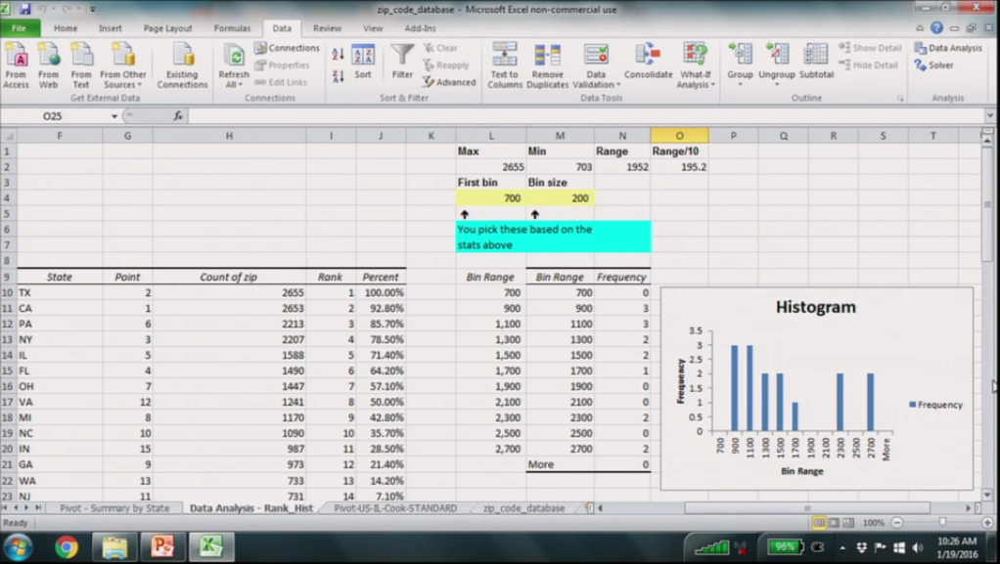 zip_code_database - Microsoft Excel non-commercial use
File Home Insert Page Layout Formulas Data Review View Add-Ins
From Access
From Web
From Text
From Other Sources
Existing Connections
Refresh All
Connections
Properties
Edit Links
Sort
Filter
Clear
Reapply
Advanced
Text to Columns
Remove Duplicates
Data Validation
Consolidate
What-If Analysis
Group
Ungroup
Subtotal
Show Detail
Hide Detail
Data Analysis
Solver
Get External Data Connections Sort & Filter Data Tools Outline Analysis
O25 fx
F G H I J K L M N O P Q R S T
1 Max Min Range Range/10
2 2655 703 1952 195.2
3 First bin Bin size
4 700 200
5
6 You pick these based on the
7 stats above
8
9 State Point Count of zip Rank Percent Bin Range Bin Range Frequency
10 TX 2 2655 1 100.00% 700 700 0
11 CA 1 2653 2 92.80% 900 900 3
12 PA 6 2213 3 85.70% 1,100 1100 3
13 NY 3 2207 4 78.50% 1,300 1300 2
14 IL 5 1588 5 71.40% 1,500 1500 2
15 FL 4 1490 6 64.20% 1,700 1700 1
16 OH 7 1447 7 57.10% 1,900 1900 0
17 VA 12 1241 8 50.00% 2,100 2100 0
18 MI 8 1170 9 42.80% 2,300 2300 2
19 NC 10 1090 10 35.70% 2,500 2500 0
20 IN 15 987 11 28.50% 2,700 2700 2
21 GA 9 973 12 21.40% More 0
22 WA 13 733 13 14.20%
23 NJ 11 731 14 7.10%
Histogram
Frequency
3.5
3
2.5
2
1.5
1
0.5
0
700 900 1100 1300 1500 1700 1900 2100 2300 2500 2700 More
Bin Range
Frequency
Pivot - Summary by State Data Analysis - Rank_Hist Pivot-US-IL-Cook-STANDARD zip_code_database
Ready 100%
96% 10:26 AM
1/19/2016